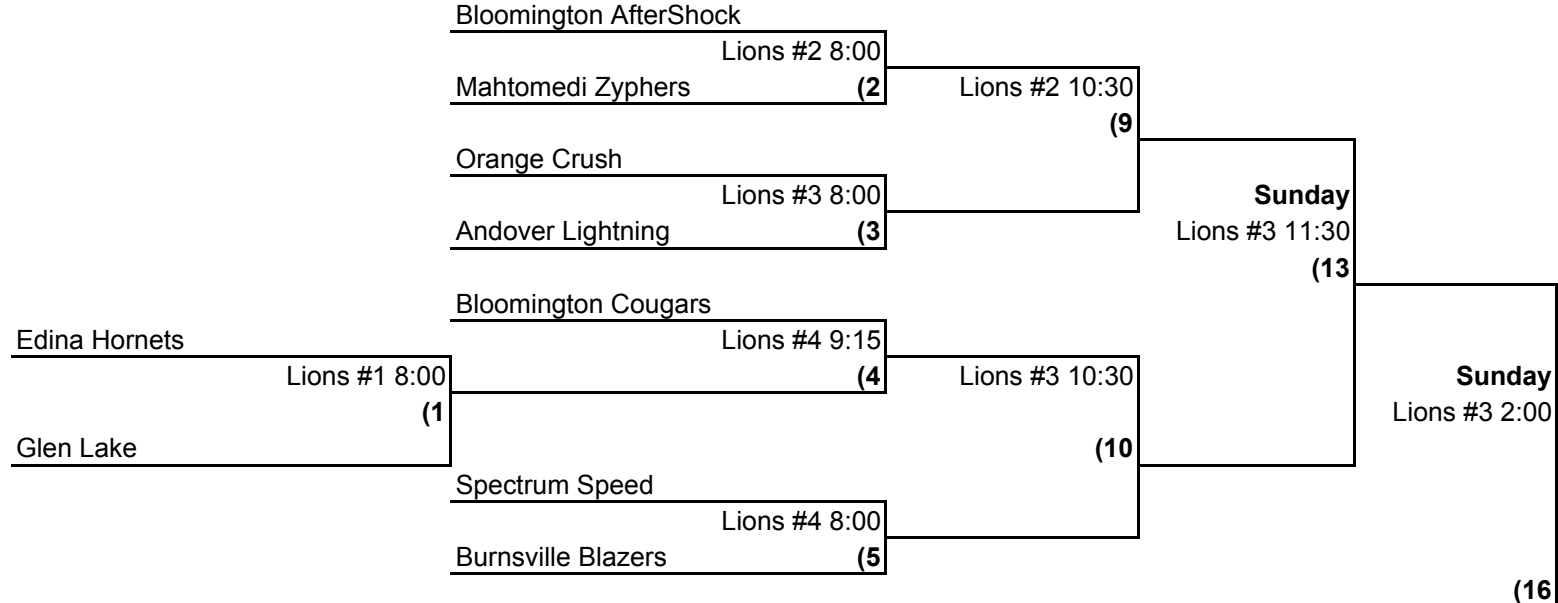 Bloomington AfterShock
Lions #2 8:00
Mahtomedi Zyphers (2 Lions #2 10:30
(9
Orange Crush
Lions #3 8:00 Sunday
Andover Lightning (3 Lions #3 11:30
(13
Bloomington Cougars
Edina Hornets Lions #4 9:15
Lions #1 8:00 (4 Lions #3 10:30 Sunday
(1 Lions #3 2:00
Glen Lake (10
Spectrum Speed
Lions #4 8:00
Burnsville Blazers (5
(16